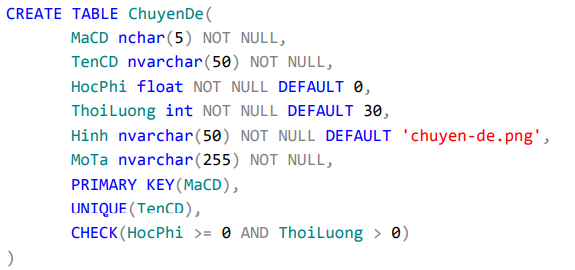 CREATE TABLE ChuyenDe(
MaCD nchar(5) NOT NULL,
TenCD nvarchar(50) NOT NULL,
HocPhi float NOT NULL DEFAULT 0,
ThoiLuong int NOT NULL DEFAULT 30,
Hinh nvarchar(50) NOT NULL DEFAULT 'chuyen-de.png',
MoTa nvarchar(255) NOT NULL,
PRIMARY KEY(MaCD),
UNIQUE(TenCD),
CHECK(HocPhi >= 0 AND ThoiLuong > 0)
)